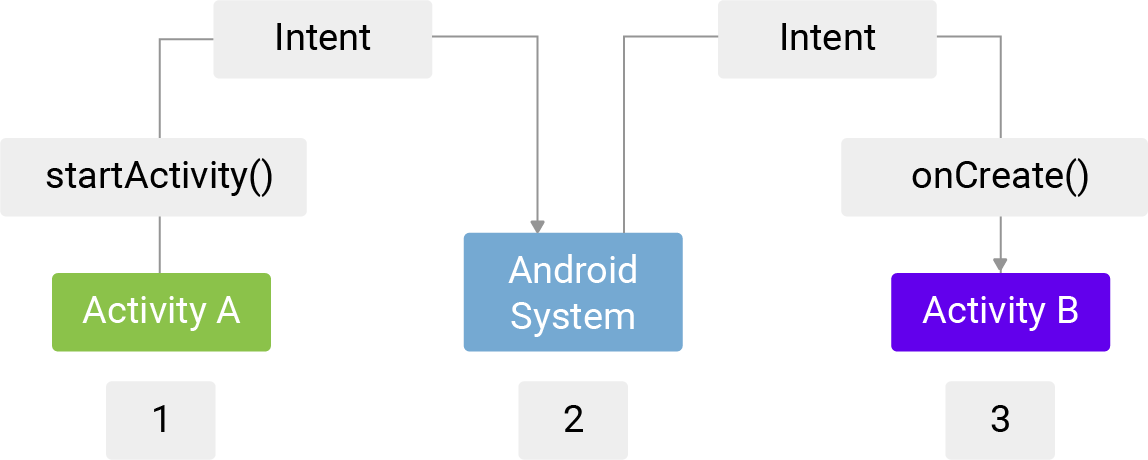 Intent
Intent
startActivity()
onCreate()
Android
System
Activity A
Activity B
1
2
3